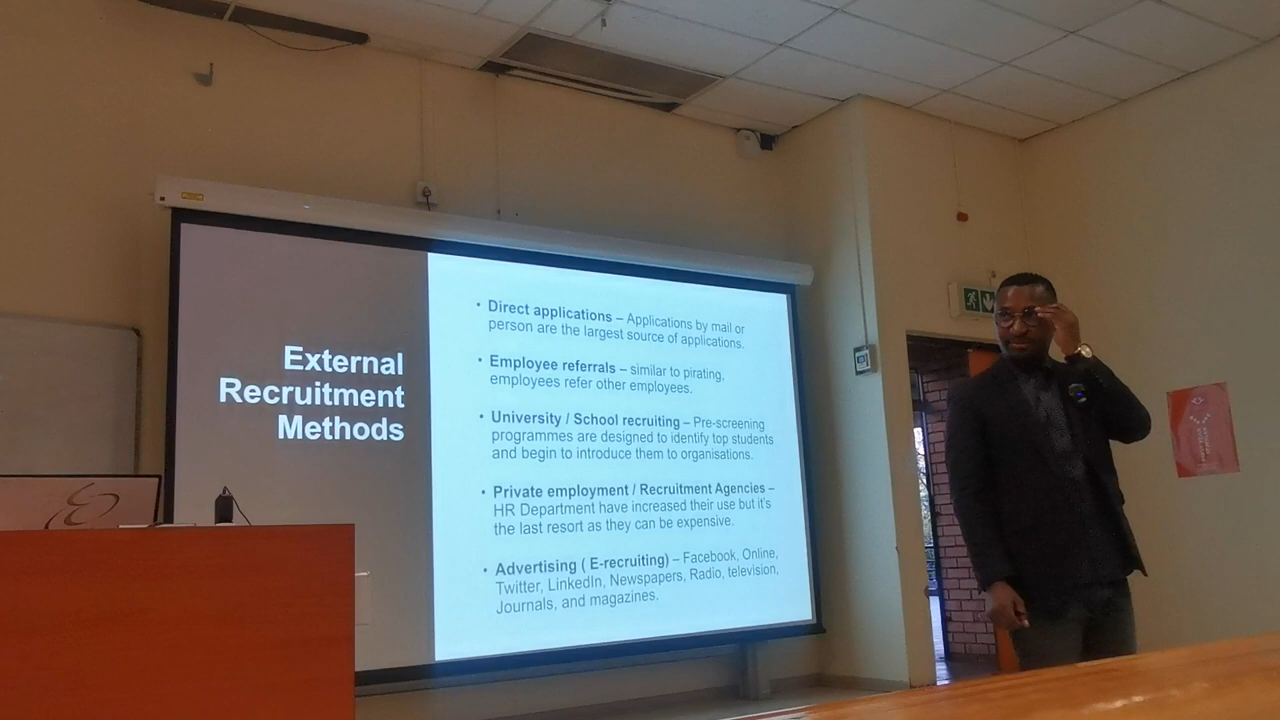 External
Recruitment
Methods
• Direct applications – Applications by mail or
person are the largest source of applications.
• Employee referrals – similar to pirating,
employees refer other employees.
• University / School recruiting – Pre-screening
programmes are designed to identify top students
and begin to introduce them to organisations.
• Private employment / Recruitment Agencies –
HR Department have increased their use but it's
the last resort as they can be expensive.
• Advertising ( E-recruiting) – Facebook, Online,
Twitter, LinkedIn, Newspapers, Radio, television,
Journals, and magazines.